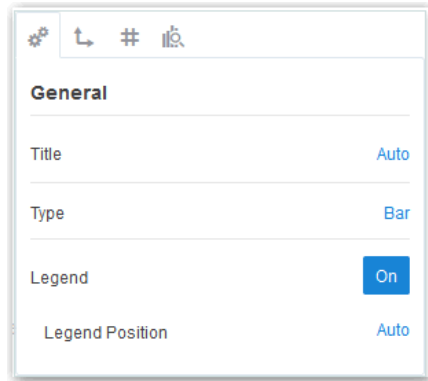 General
Title Auto
Type Bar
Legend On
Legend Position Auto